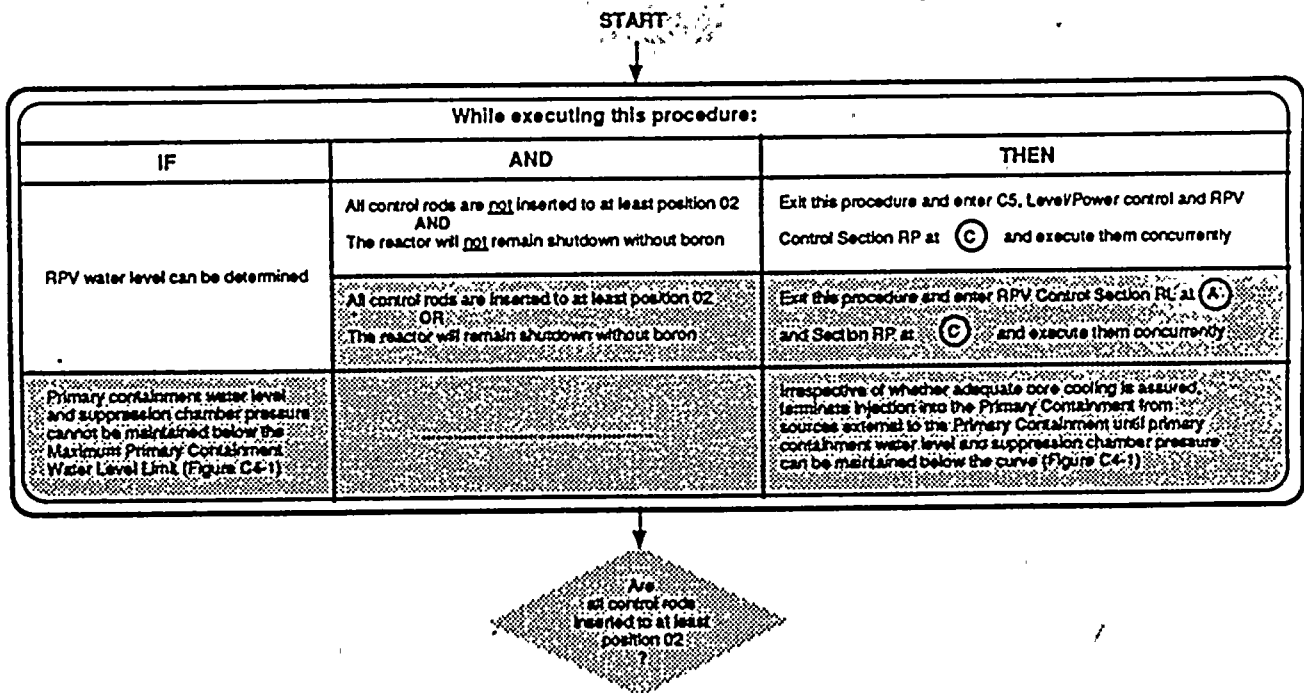 START
While executing this procedure:
IF
AND
THEN
RPV water level can be determined
All control rods are not inserted to at least position 02
AND
The reactor will not remain shutdown without boron
Exit this procedure and enter C5, Level/Power control and RPV
Control Section RP at C and execute them concurrently
All control rods are inserted to at least position 02
OR
The reactor will remain shutdown without boron
Exit this procedure and enter RPV Control Section RL at A
and Section RP at C and execute them concurrently
Primary containment water level
and suppression chamber pressure
cannot be maintained below the
Maximum Primary Containment
Water Level Limit (Figure C4-1)
Irrespective of whether adequate core cooling is assured,
terminate injection into the Primary Containment from
sources external to the Primary Containment until primary
containment water level and suppression chamber pressure
can be maintained below the curve (Figure C4-1)
Are
all control rods
inserted to at least
position 02
?